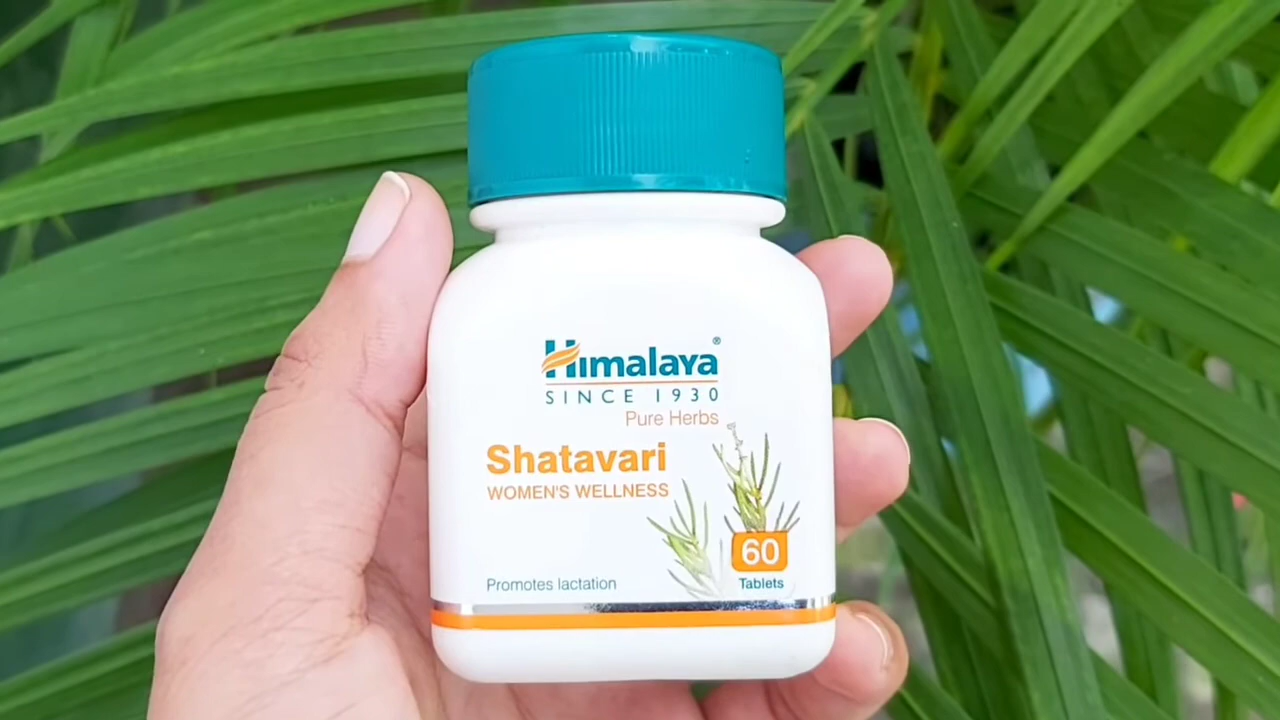 Himalaya®
SINCE 1930
Pure Herbs
Shatavari
WOMEN'S WELLNESS
60
Tablets
Promotes lactation